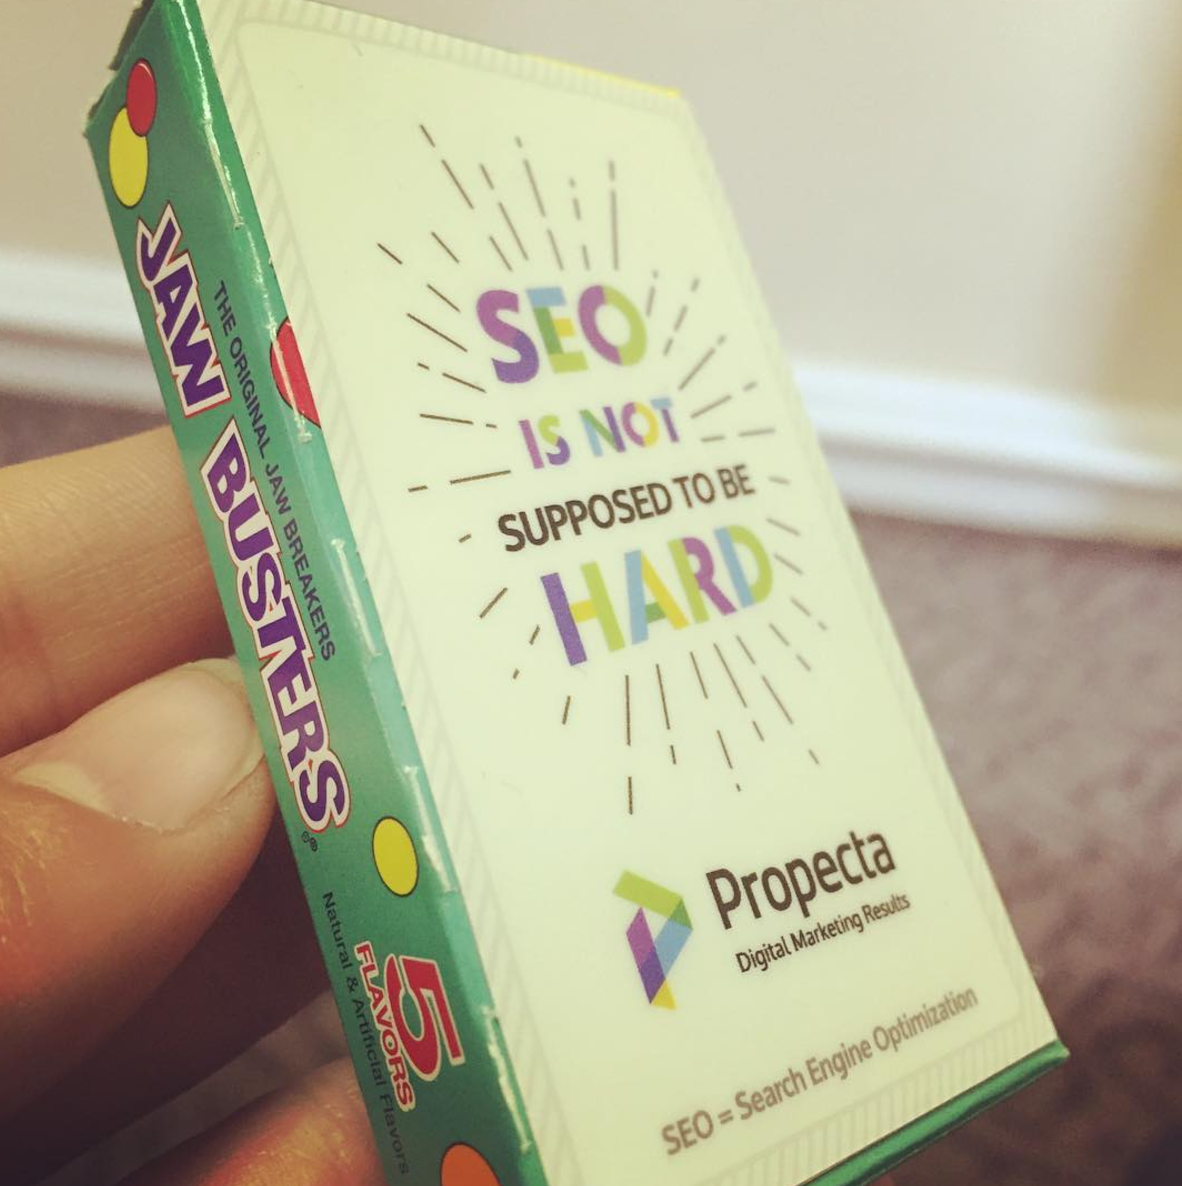 THE ORIGINAL JAW BREAKERS
JAW BUSTERS®
5
FLAVORS
Natural & Artificial Flavors
SEO
IS NOT
SUPPOSED TO BE
HARD
Propecta
Digital Marketing Results
SEO = Search Engine Optimization